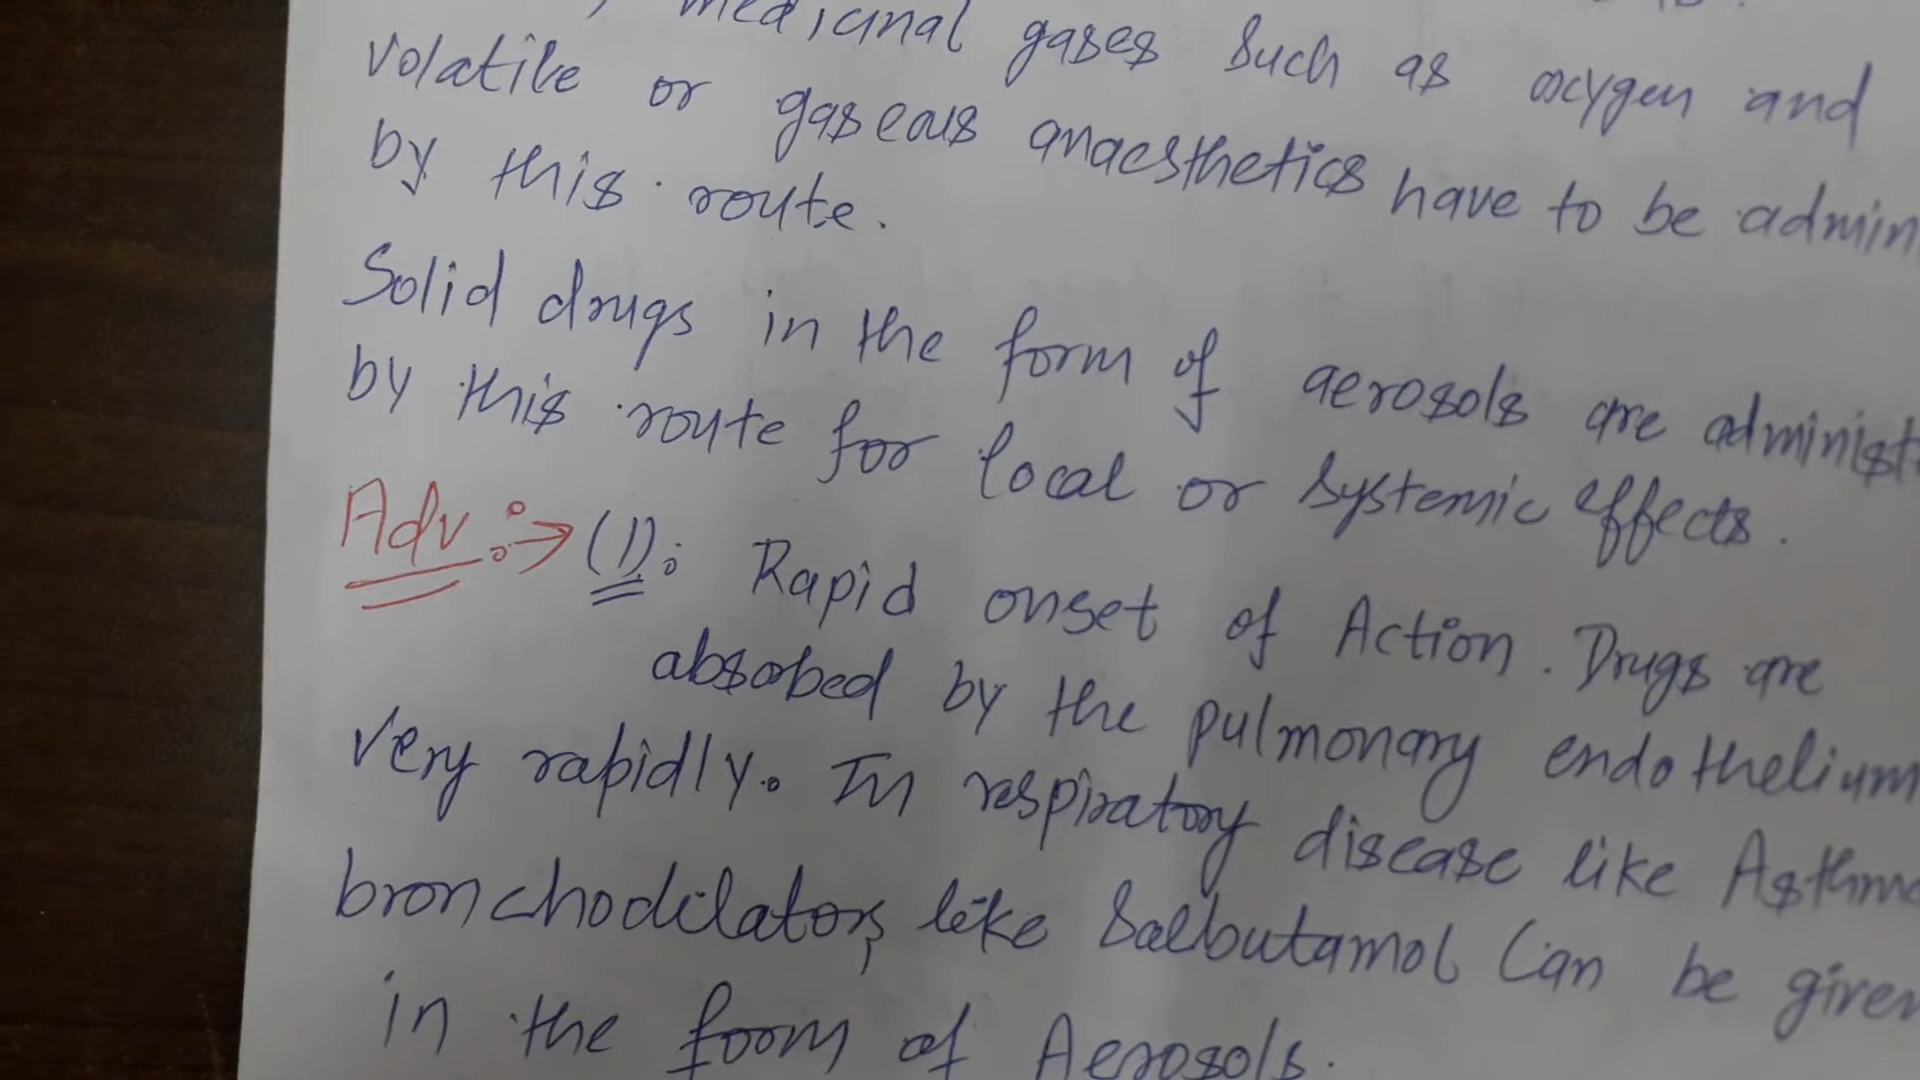 medicinal gases such as oxygen and
volatile or gaseous anaesthetics have to be admin
by this route.
Solid drugs in the form of aerosols are administ
by this route for local or systemic effects.
Adv :→ (1): Rapid onset of Action. Drugs are
absorbed by the pulmonary endothelium
very rapidly. In respiratory disease like Asthma
bronchodilators like Salbutamol Can be given
in the form of Aerosols.